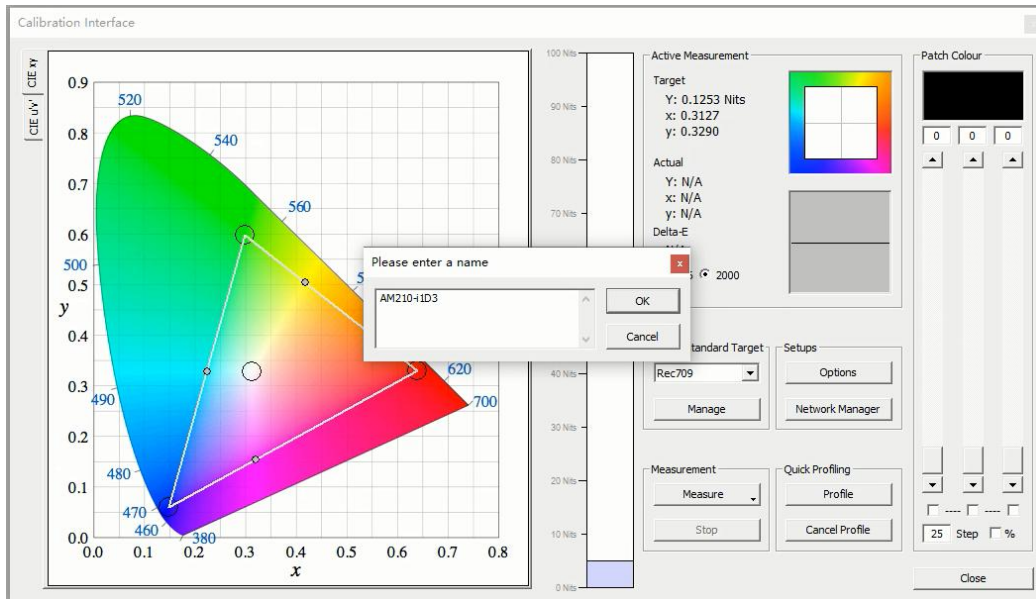 Calibration Interface
CIE xy
CIE u'v'
0.9
0.8
0.7
0.6
0.5
0.4
0.3
0.2
0.1
0.0
y
0.0 0.1 0.2 0.3 0.4 0.5 0.6 0.7 0.8
x
520
540
560
500
490
480
470
460
380
620
700
100 Nits
90 Nits
80 Nits
70 Nits
40 Nits
30 Nits
20 Nits
10 Nits
0 Nits
Active Measurement
Target
Y: 0.1253 Nits
x: 0.3127
y: 0.3290
Actual
Y: N/A
x: N/A
y: N/A
Delta-E
2000
Please enter a name
x
AM210-i1D3
OK
Cancel
tandard Target
Rec709
Manage
Setups
Options
Network Manager
Measurement
Measure
Stop
Quick Profiling
Profile
Cancel Profile
Patch Colour
0 0 0
---- ----
25 Step %
Close